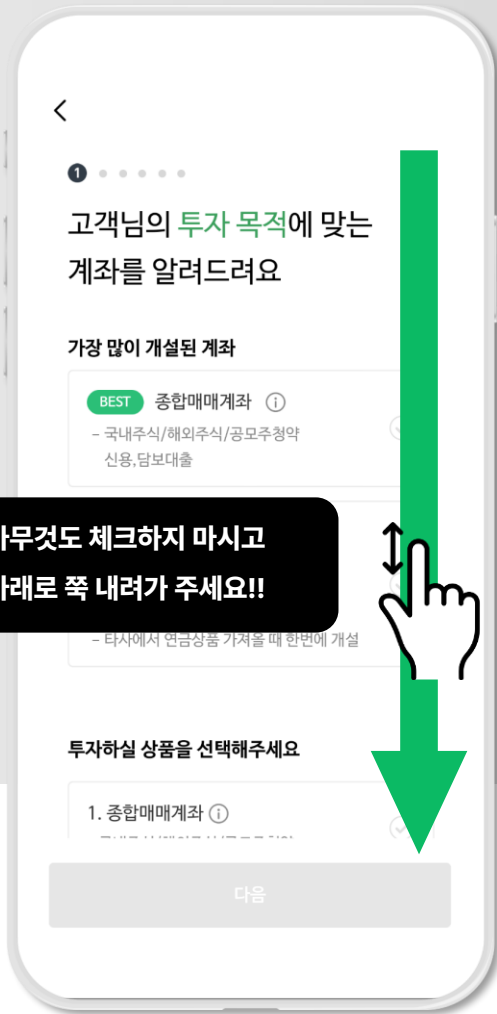 1
고객님의 투자 목적에 맞는
계좌를 알려드려요
가장 많이 개설된 계좌
BEST 종합매매계좌
- 국내주식/해외주식/공모주청약
신용,담보대출
아무것도 체크하지 마시고
아래로 쭉 내려가 주세요!!
- 타사에서 연금상품 가져올 때 한번에 개설
투자하실 상품을 선택해주세요
1. 종합매매계좌
다음